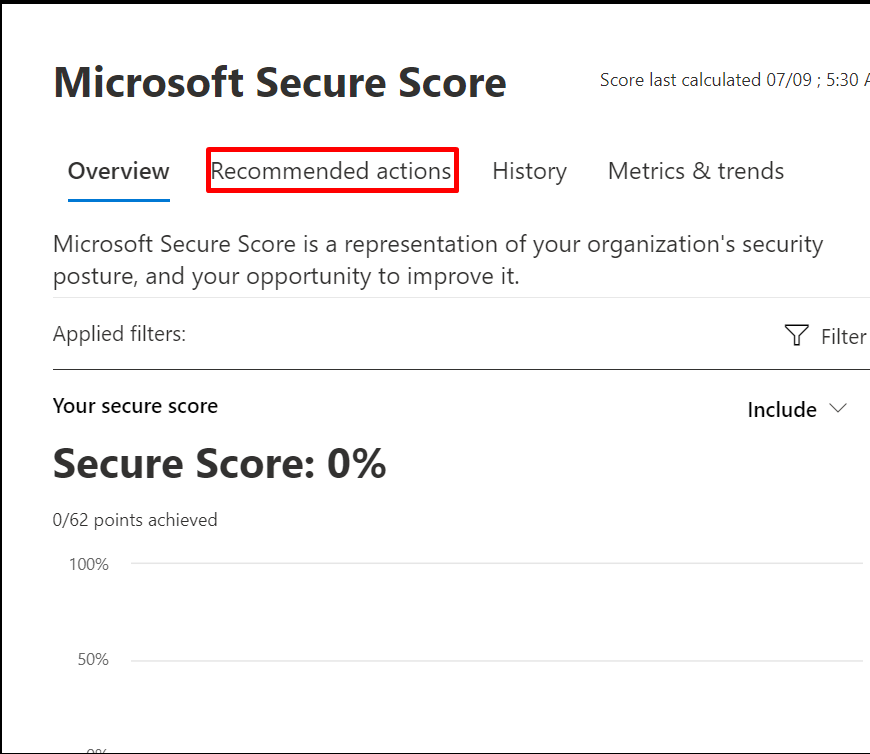 Microsoft Secure Score
Score last calculated 07/09 ; 5:30
Overview
Recommended actions
History
Metrics & trends
Microsoft Secure Score is a representation of your organization's security
posture, and your opportunity to improve it.
Applied filters:
Filter
Your secure score
Include
Secure Score: 0%
0/62 points achieved
100%
50%